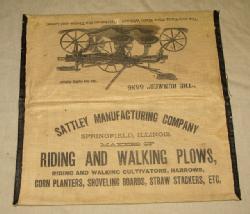 "THE HUMMER" GANG
SATTLEY MANUFACTURING COMPANY
SPRINGFIELD, ILLINOIS.
MAKERS OF
RIDING AND WALKING PLOWS,
RIDING AND WALKING CULTIVATORS, HARROWS,
CORN PLANTERS, SHOVELING BOARDS, STRAW STACKERS, ETC.